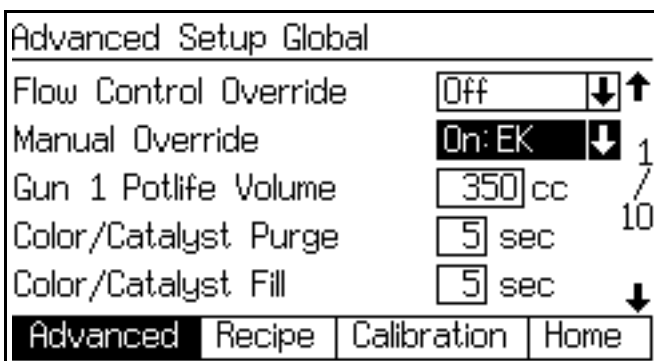 Advanced Setup Global
Flow Control Override Off
Manual Override On: EK
Gun 1 Potlife Volume 350 cc
Color/Catalyst Purge 5 sec
Color/Catalyst Fill 5 sec
1/10
Advanced Recipe Calibration Home